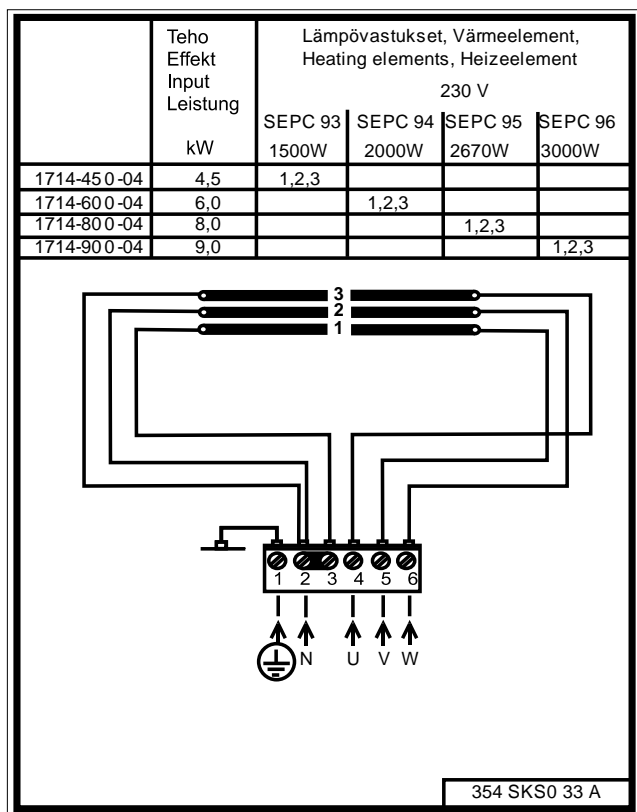 Teho
Effekt
Input
Leistung
kW
Lämpövastukset, Värmeelement,
Heating elements, Heizeelement
230 V
SEPC 93 SEPC 94 SEPC 95 SEPC 96
1500W 2000W 2670W 3000W
1714-450-04 4,5 1,2,3
1714-600-04 6,0 1,2,3
1714-800-04 8,0 1,2,3
1714-900-04 9,0 1,2,3
3
2
1
1 2 3 4 5 6
N U V W
354 SKS0 33 A